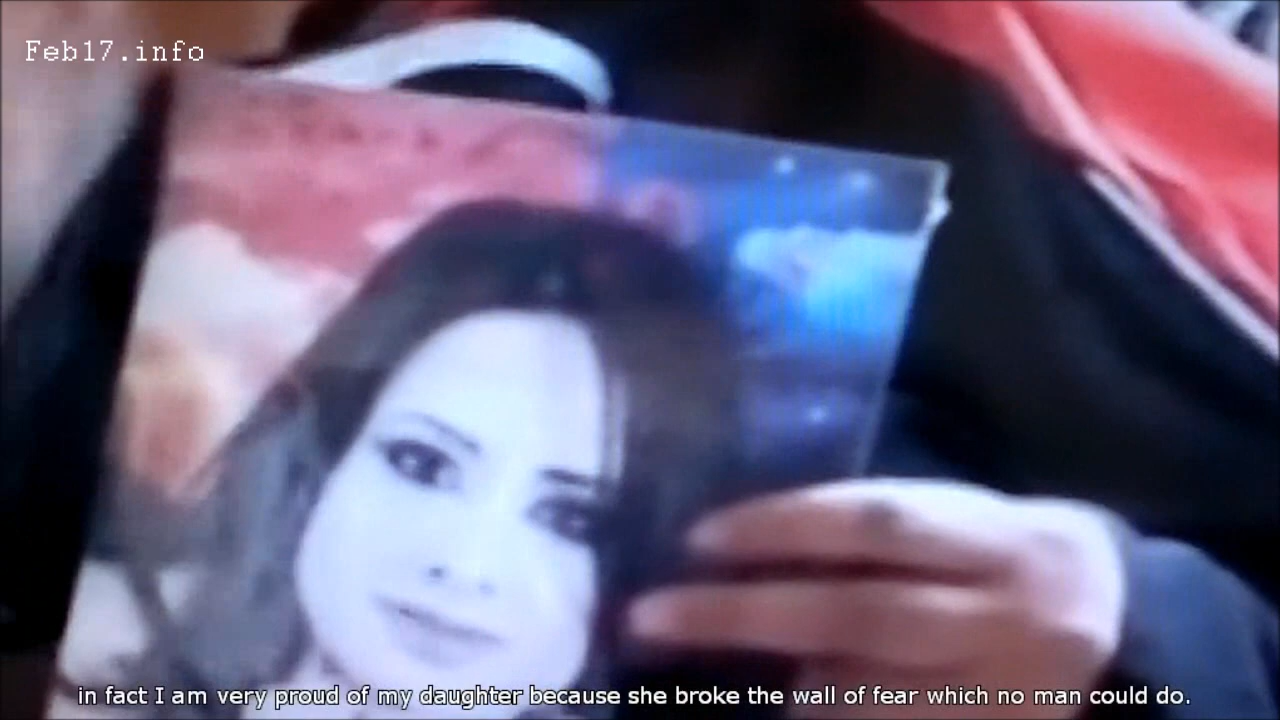 Feb17.info
in fact I am very proud of my daughter because she broke the wall of fear which no man could do.